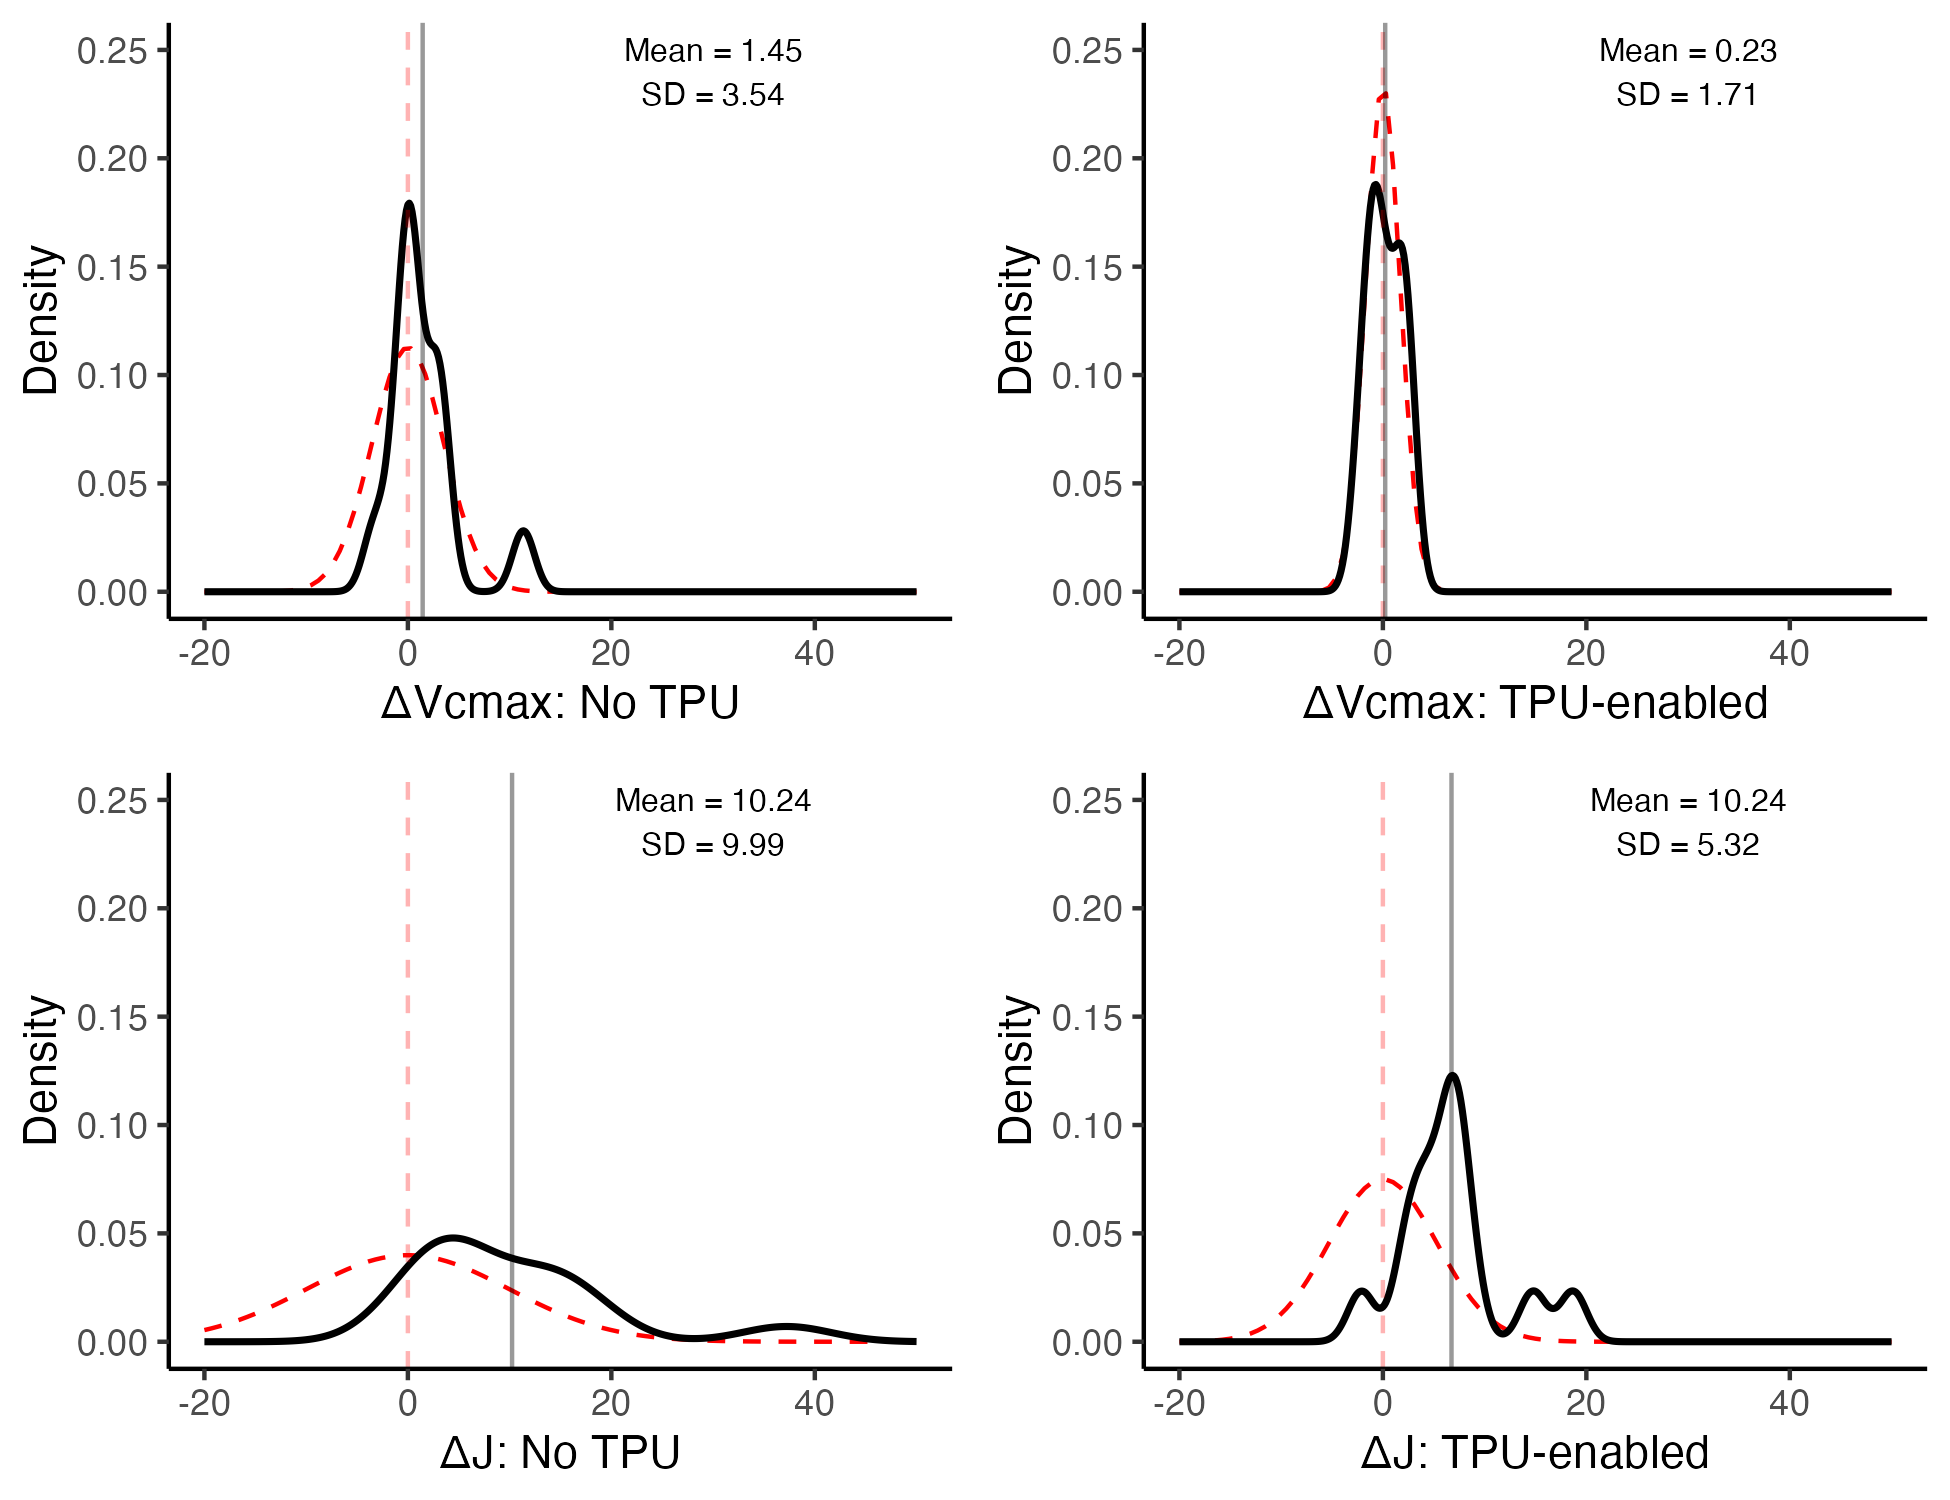 Mean = 1.45
SD = 3.54
0.25
0.20
0.15
0.10
0.05
0.00
Density
-20 0 20 40
ΔVcmax: No TPU
Mean = 0.23
SD = 1.71
0.25
0.20
0.15
0.10
0.05
0.00
Density
-20 0 20 40
ΔVcmax: TPU-enabled
Mean = 10.24
SD = 9.99
0.25
0.20
0.15
0.10
0.05
0.00
Density
-20 0 20 40
ΔJ: No TPU
Mean = 10.24
SD = 5.32
0.25
0.20
0.15
0.10
0.05
0.00
Density
-20 0 20 40
ΔJ: TPU-enabled